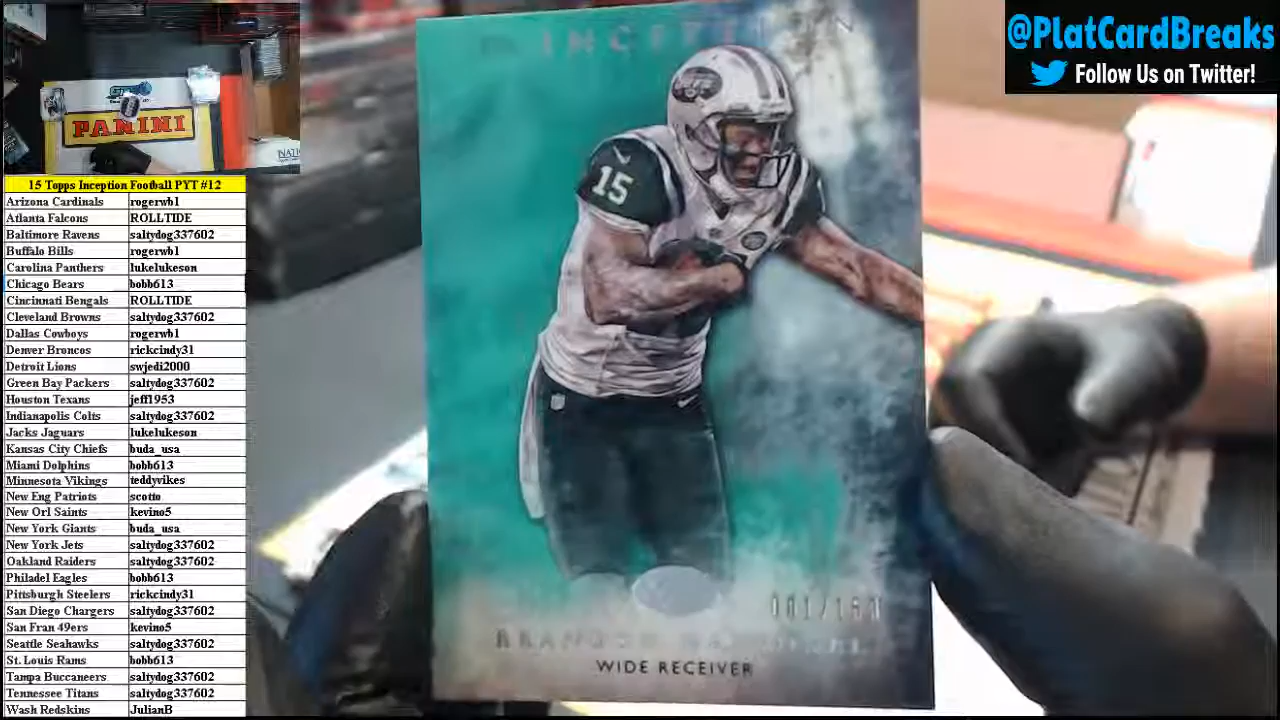 @PlatCardBreaks
Follow Us on Twitter!
PANINI
15 Topps Inception Football PYT #12
Arizona Cardinals rogerwb1
Atlanta Falcons ROLLTIDE
Baltimore Ravens saltydog337602
Buffalo Bills rogerwb1
Carolina Panthers lukelukeson
Chicago Bears bobb613
Cincinnati Bengals ROLLTIDE
Cleveland Browns saltydog337602
Dallas Cowboys rogerwb1
Denver Broncos rickcindy31
Detroit Lions swjedi2000
Green Bay Packers saltydog337602
Houston Texans jeff1953
Indianapolis Colts saltydog337602
Jacks Jaguars lukelukeson
Kansas City Chiefs buda_usa
Miami Dolphins bobb613
Minnesota Vikings teddyvikes
New Eng Patriots scotto
New Orl Saints kevino5
New York Giants buda_usa
New York Jets saltydog337602
Oakland Raiders saltydog337602
Philadel Eagles bobb613
Pittsburgh Steelers rickcindy31
San Diego Chargers saltydog337602
San Fran 49ers kevino5
Seattle Seahawks saltydog337602
St. Louis Rams bobb613
Tampa Buccaneers saltydog337602
Tennessee Titans saltydog337602
Wash Redskins JulianB
INCEPTION
JETS
15
BRANDON
WIDE RECEIVER